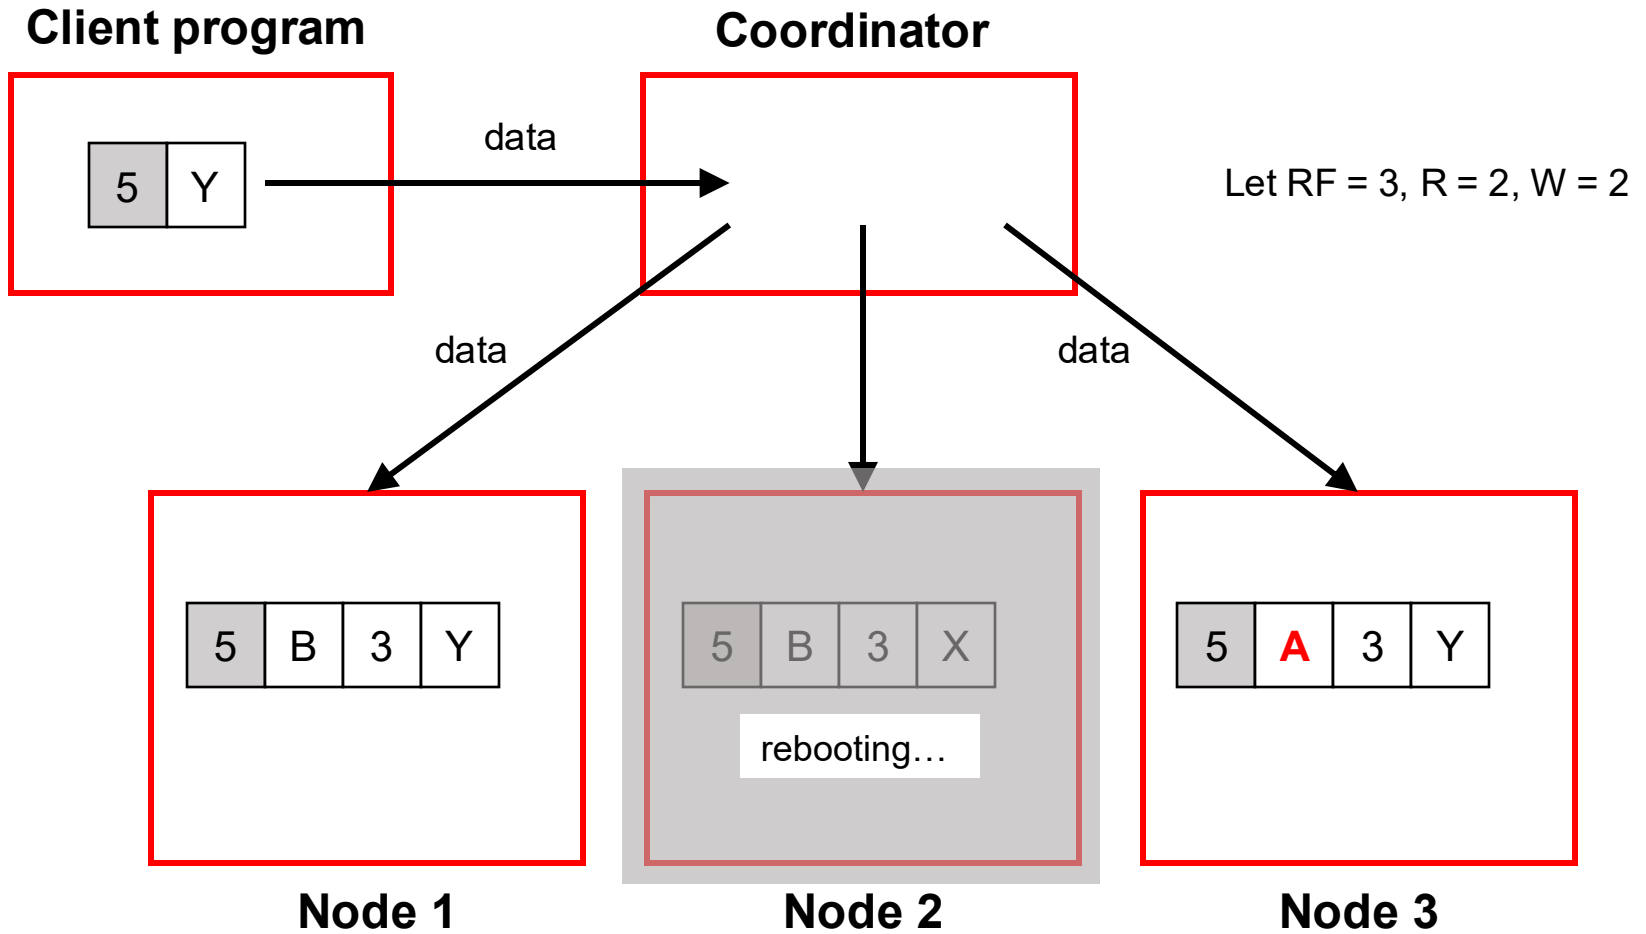 Client program
Coordinator
data
5 Y
Let RF = 3, R = 2, W = 2
data
data
5 B 3 Y
5 B 3 X
5 A 3 Y
rebooting…
Node 1
Node 2
Node 3